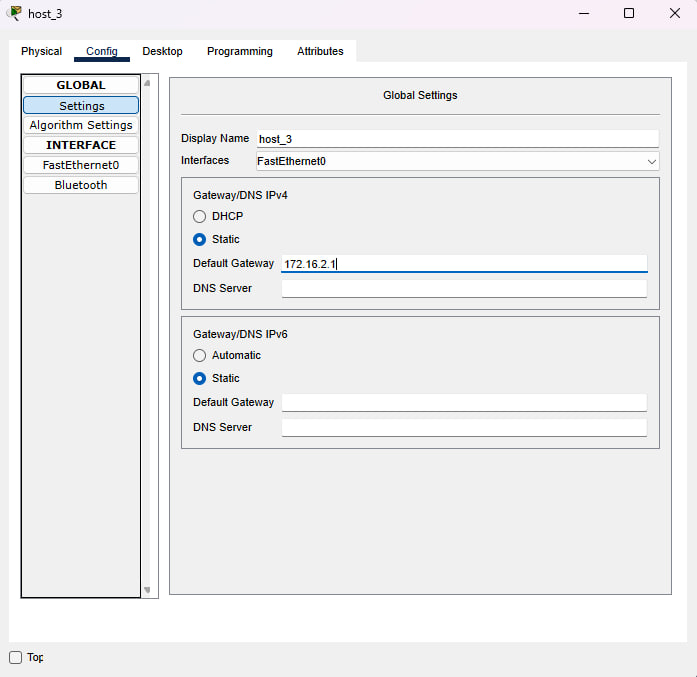 host_3
Physical Config Desktop Programming Attributes
GLOBAL
Settings
Algorithm Settings
INTERFACE
FastEthernet0
Bluetooth
Global Settings
Display Name host_3
Interfaces FastEthernet0
Gateway/DNS IPv4
DHCP
Static
Default Gateway 172.16.2.1
DNS Server
Gateway/DNS IPv6
Automatic
Static
Default Gateway
DNS Server
Top